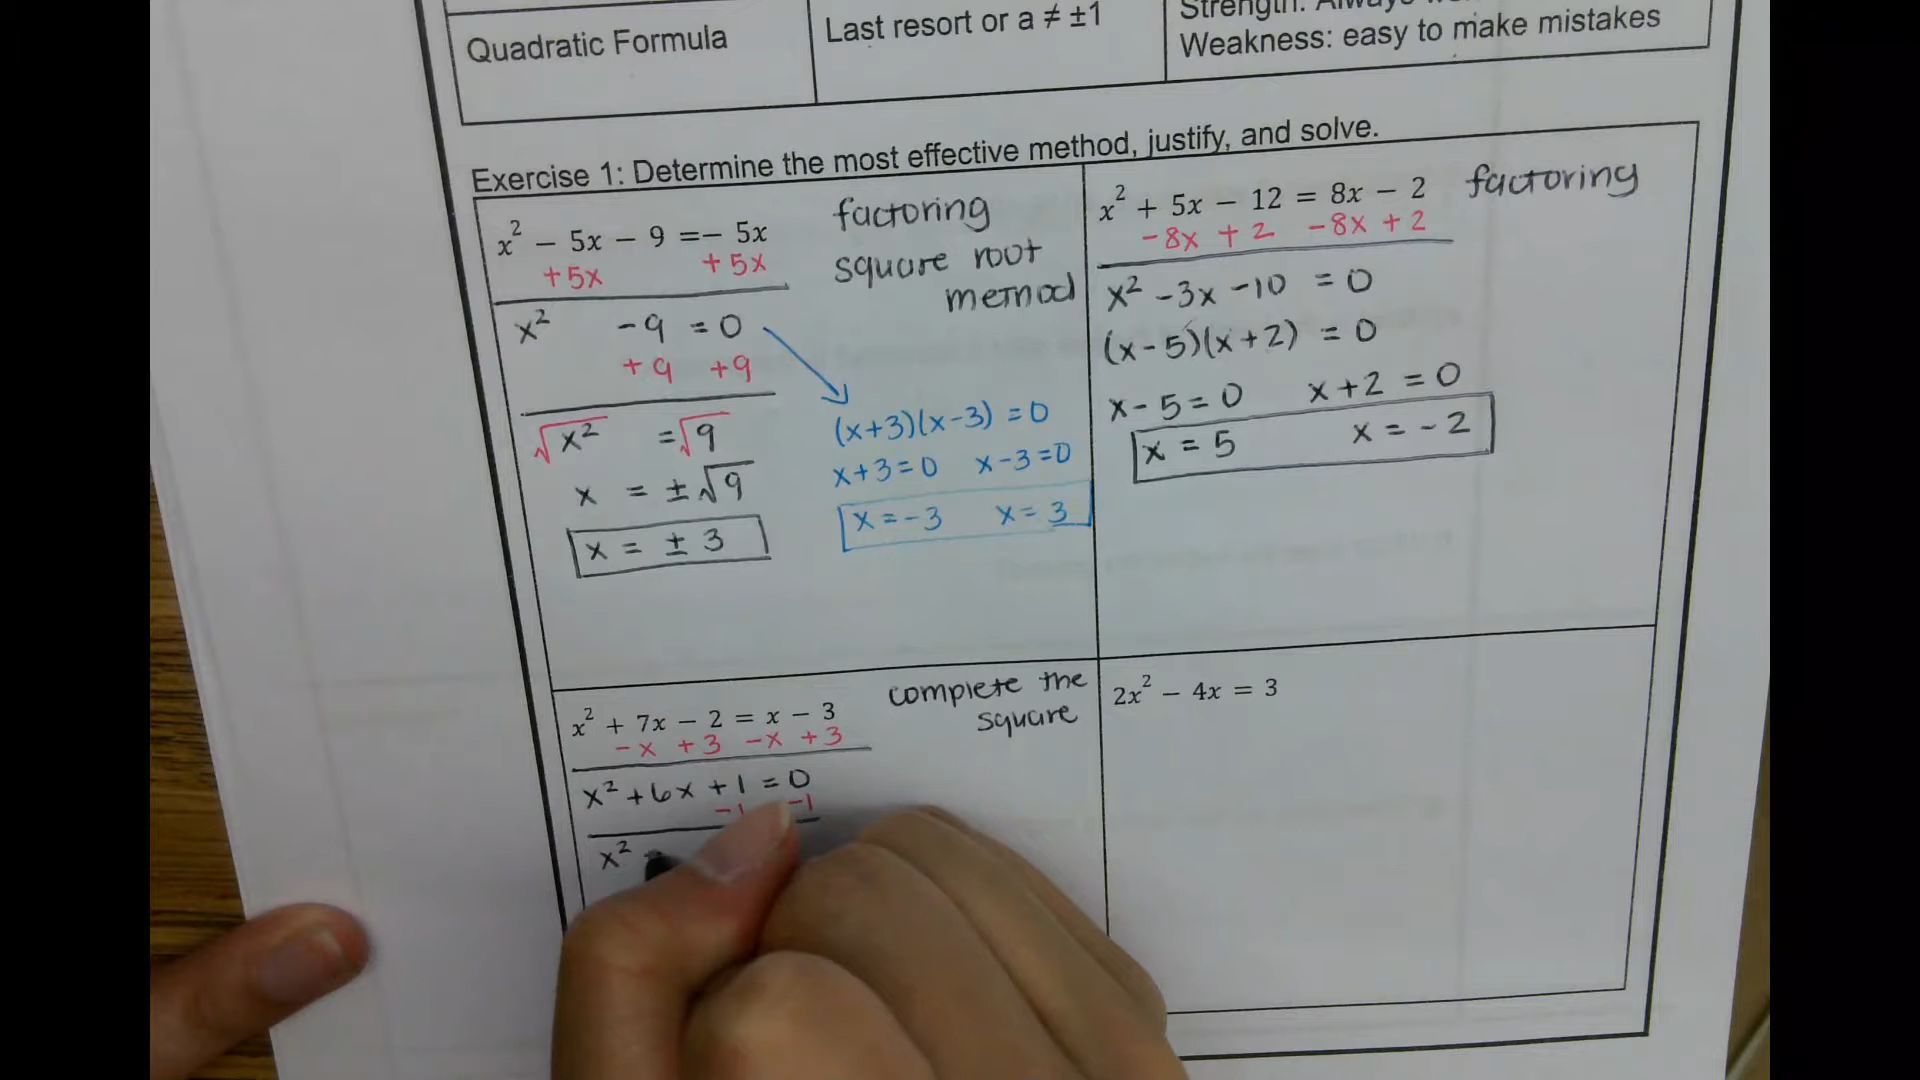 Quadratic Formula
Last resort or a ≠ ±1
Strength:
Weakness: easy to make mistakes
Exercise 1: Determine the most effective method, justify, and solve.
x² − 5x − 9 = − 5x
+5x +5x
x² −9 = 0
+9 +9
√x² = √9
x = ±√9
x = ± 3
factoring
square root
method
(x+3)(x−3) = 0
x+3=0 x−3=0
x=−3 x=3
x² + 5x − 12 = 8x − 2
factoring
−8x +2 −8x +2
x² −3x −10 = 0
(x−5)(x+2) = 0
x−5=0 x+2=0
x = 5 x = −2
x² + 7x − 2 = x − 3
complete the
square
−x +3 −x +3
x² +6x +1 = 0
−1 −1
x²
2x² − 4x = 3